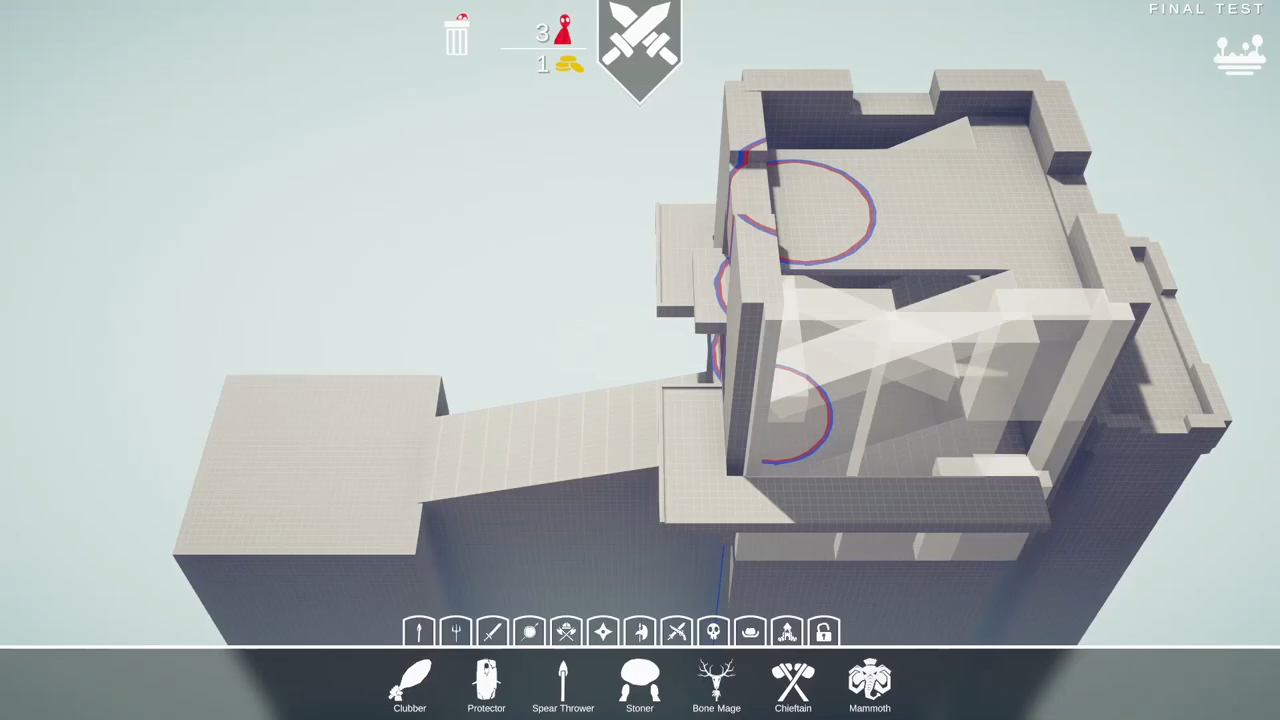 FINAL TEST
3
1
Clubber
Protector
Spear Thrower
Stoner
Bone Mage
Chieftain
Mammoth